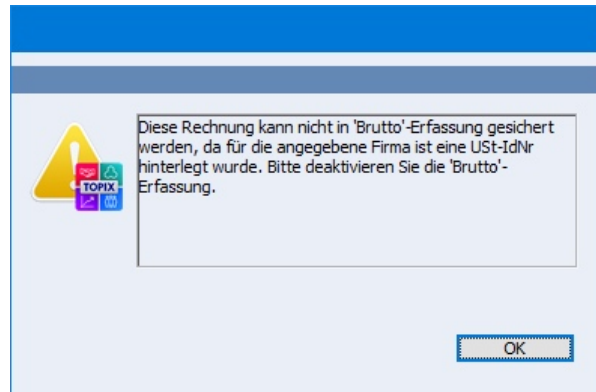 Diese Rechnung kann nicht in 'Brutto'-Erfassung gesichert
werden, da für die angegebene Firma ist eine USt-IdNr
hinterlegt wurde. Bitte deaktivieren Sie die 'Brutto'-
Erfassung.
TOPIX
OK